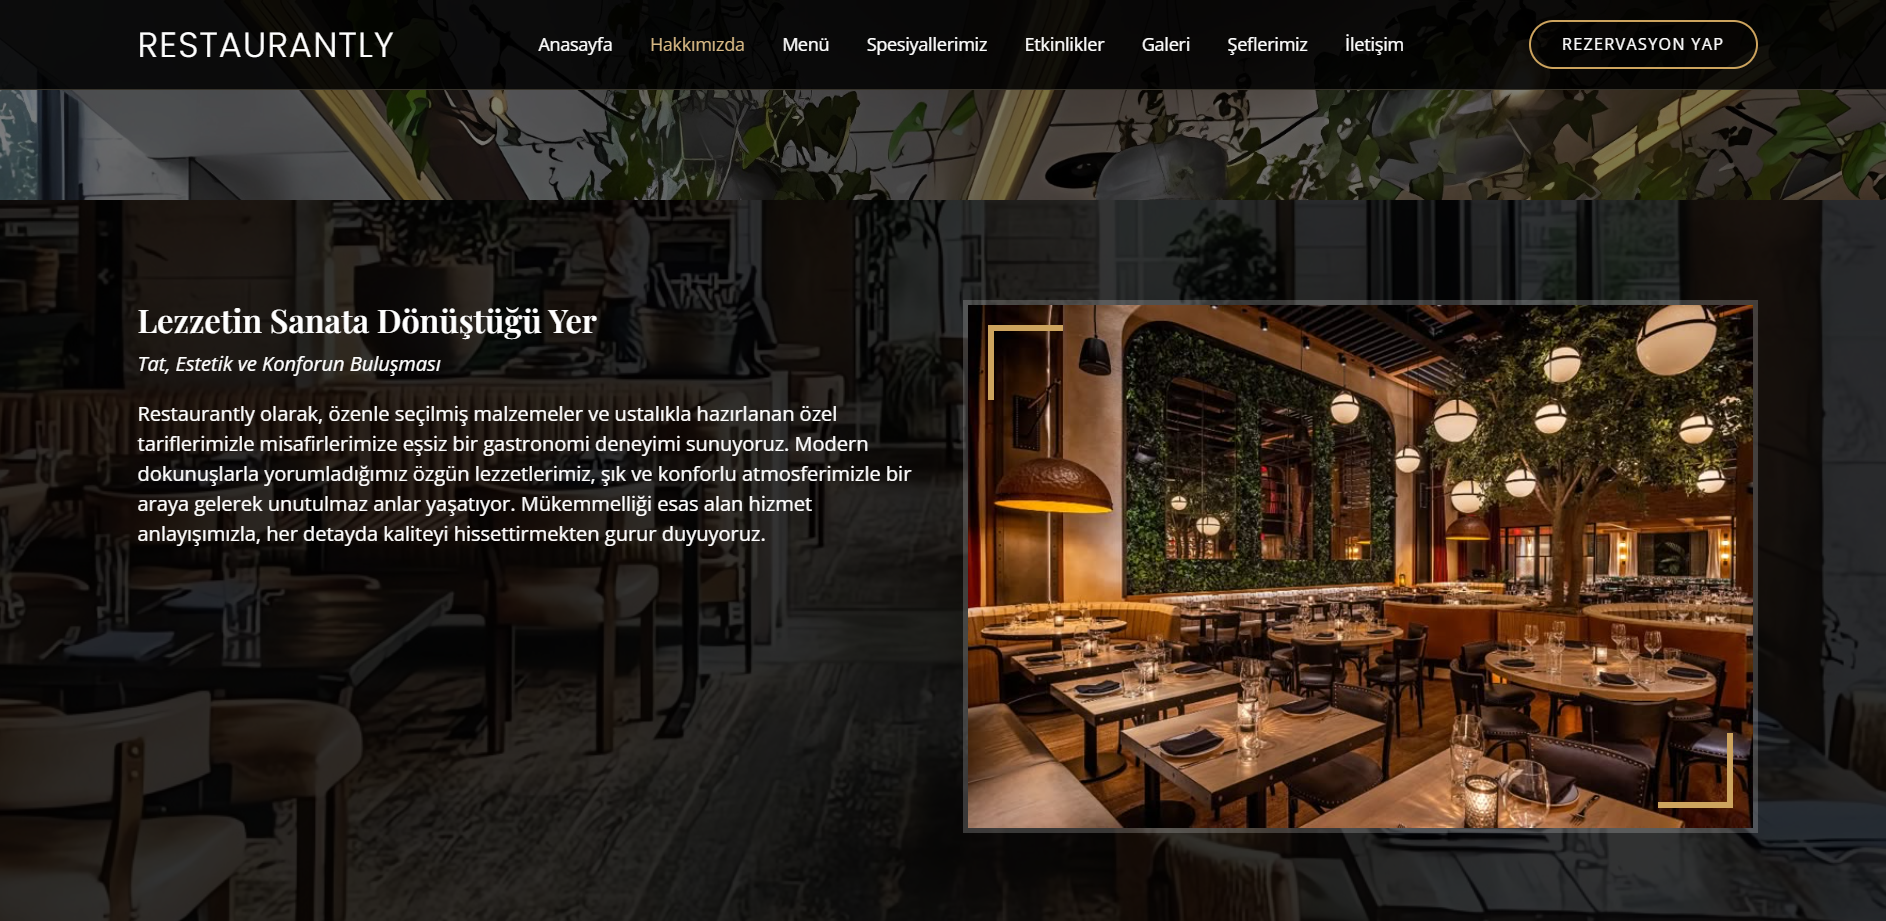 RESTAURANTLY
Anasayfa
Hakkımızda
Menü
Spesiyallerimiz
Etkinlikler
Galeri
Şeflerimiz
İletişim
REZERVASYON YAP
Lezzetin Sanata Dönüştüğü Yer
Tat, Estetik ve Konforun Buluşması
Restaurantly olarak, özenle seçilmiş malzemeler ve ustalıkla hazırlanan özel
tariflerimizle misafirlerimize eşsiz bir gastronomi deneyimi sunuyoruz. Modern
dokunuşlarla yorumladığımız özgün lezzetlerimiz, şık ve konforlu atmosferimizle bir
araya gelerek unutulmaz anlar yaşatıyor. Mükemmelliği esas alan hizmet
anlayışımızla, her detayda kaliteyi hissettirmekten gurur duyuyoruz.